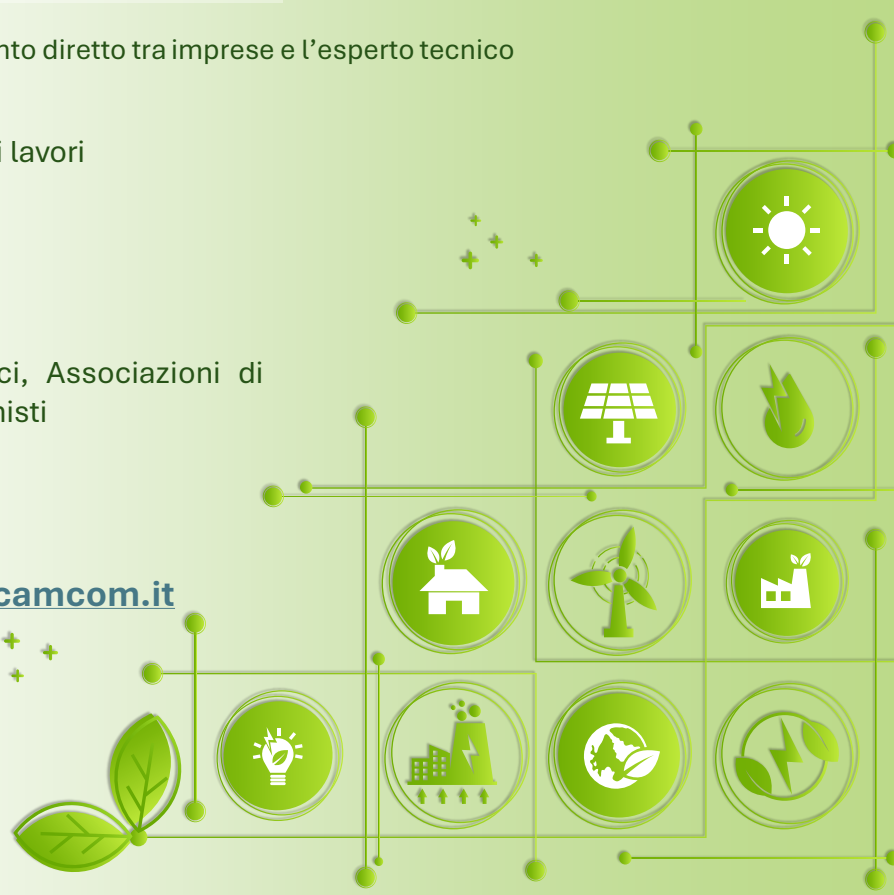 nto diretto tra imprese e l’esperto tecnico
i lavori
ci, Associazioni di
nisti
camcom.it